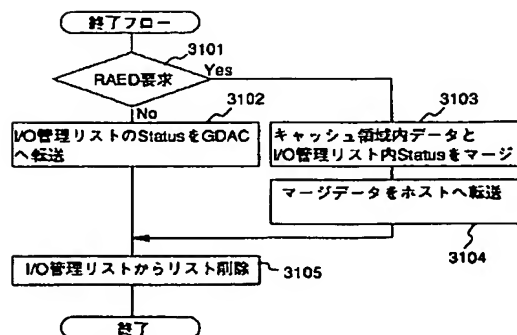 終了フロー
3101
RAED要求
Yes
No
3102
I/O管理リストのStatusをGDAC
へ転送
3103
キャッシュ領域内データと
I/O管理リスト内Statusをマージ
マージデータをホストへ転送
3104
I/O管理リストからリスト削除
3105
終了